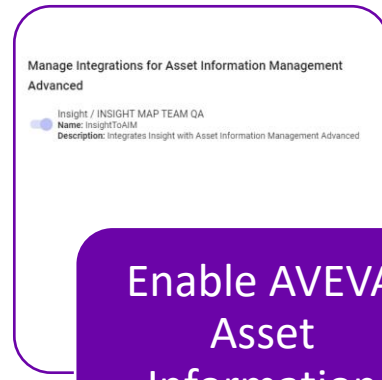 Manage Integrations for Asset Information Management
Advanced
Insight / INSIGHT MAP TEAM QA
Name: InsightToAIM
Description: Integrates Insight with Asset Information Management Advanced
Enable AVEVA
Asset
Information